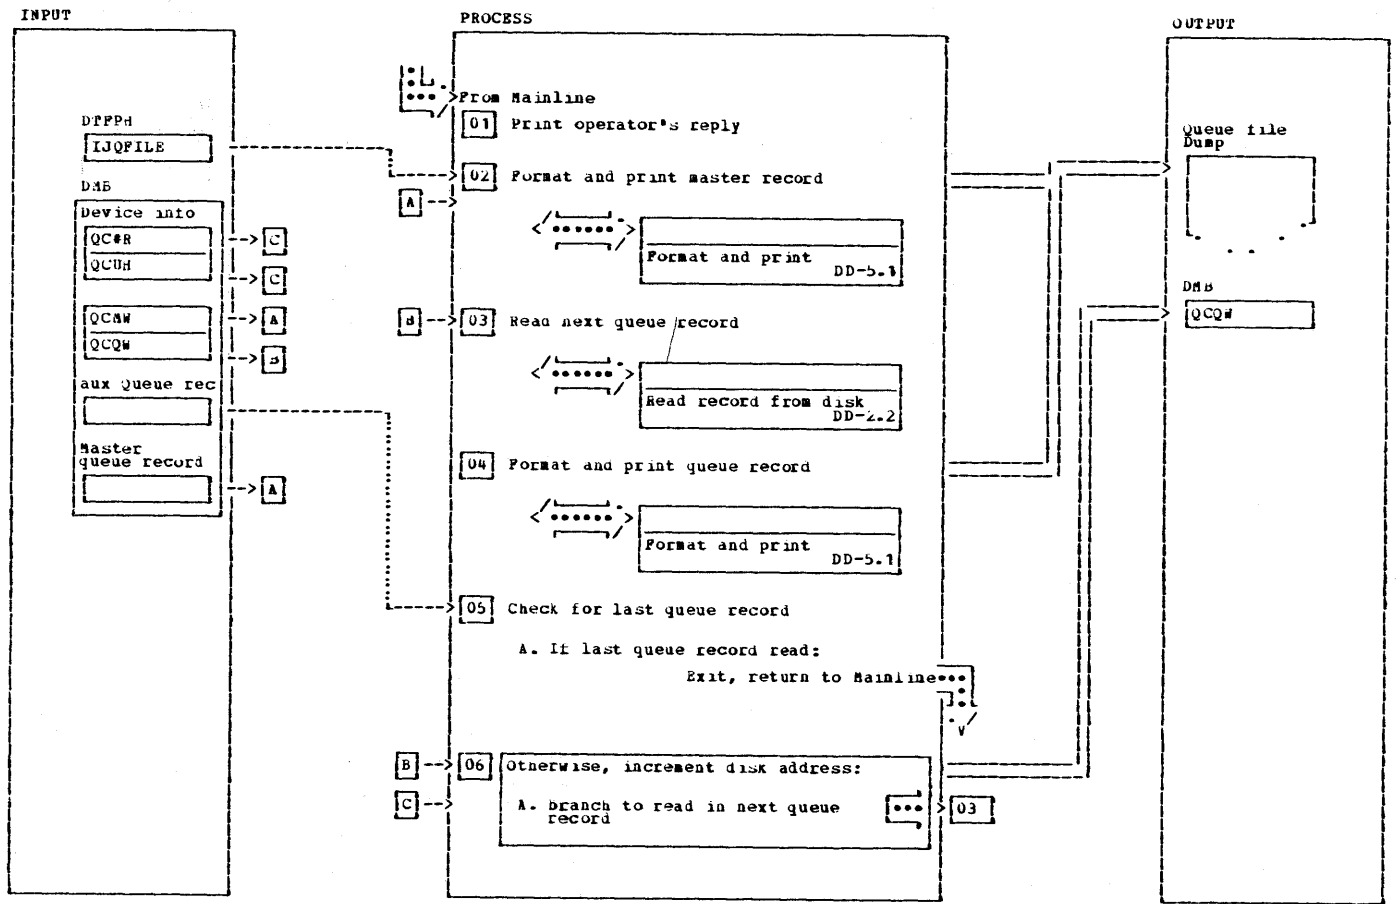 INPUT
DTFPH
IJQFILE
DMB
Device info
QC#R
C
QCUH
C
QCMW
A
QCQW
B
aux Queue rec
Master
queue record
A
PROCESS
From Mainline
01 Print operator's reply
02 Format and print master record
A
Format and print
DD-5.1
B
03 Read next queue record
Read record from disk
DD-2.2
04 Format and print queue record
Format and print
DD-5.1
05 Check for last queue record
A. If last queue record read:
Exit, return to Mainline
B
06 Otherwise, increment disk address:
C
A. branch to read in next queue
record
03
OUTPUT
Queue file
Dump
DMB
QCQW